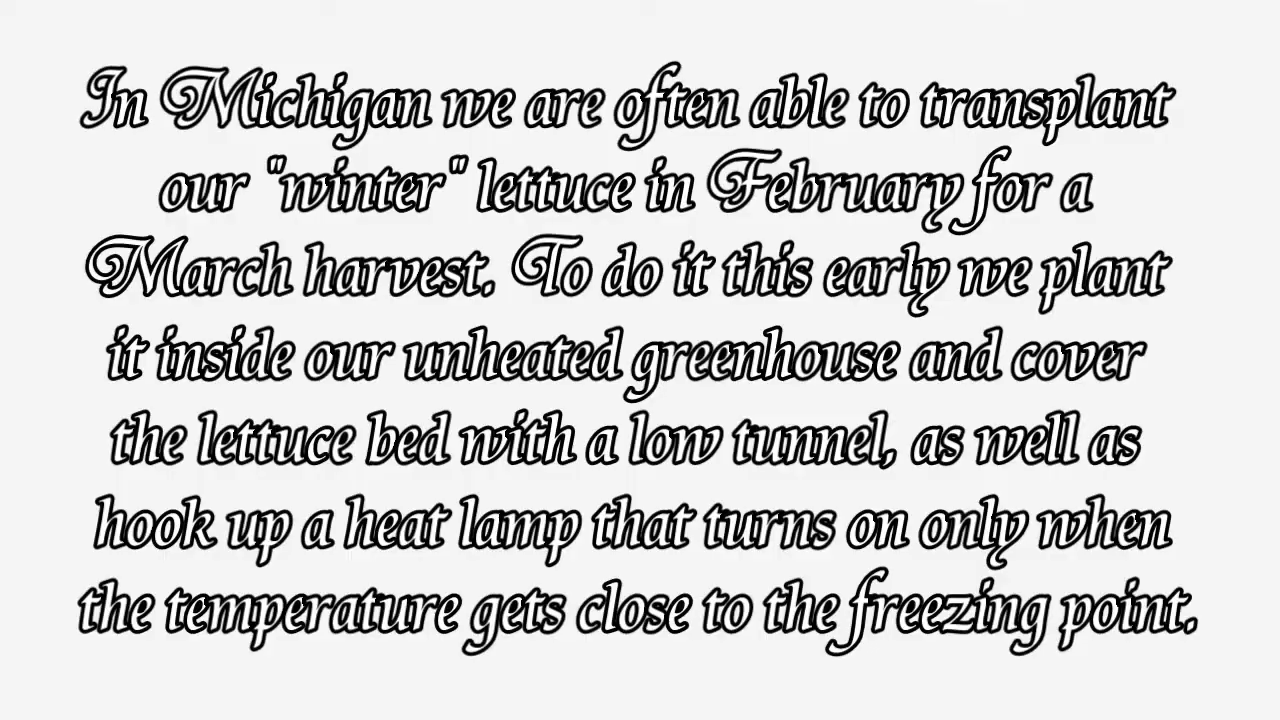 In Michigan we are often able to transplant
our "winter" lettuce in February for a
March harvest. To do it this early we plant
it inside our unheated greenhouse and cover
the lettuce bed with a low tunnel, as well as
hook up a heat lamp that turns on only when
the temperature gets close to the freezing point.